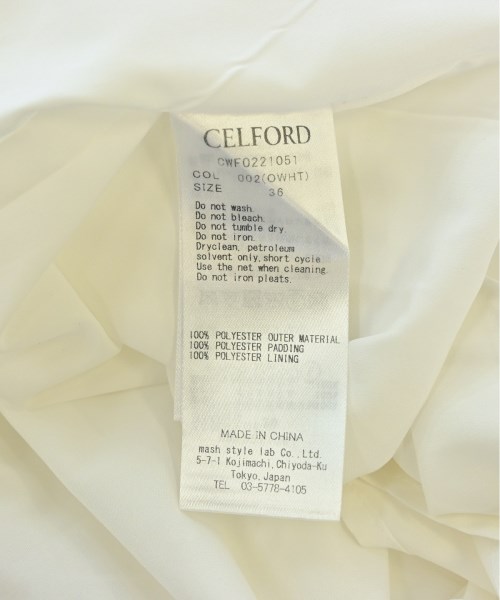 CELFORD
CWFO221051
COL 002(OWHT)
SIZE 36
Do not wash.
Do not bleach.
Do not tumble dry.
Do not iron.
Dryclean, petroleum
solvent only,short cycle.
Use the net when cleaning.
Do not iron pleats.
100% POLYESTER OUTER MATERIAL
100% POLYESTER PADDING
100% POLYESTER LINING
MADE IN CHINA
mash style lab Co.,Ltd.
5-7-1 Kojimachi,Chiyoda-Ku
Tokyo,Japan
TEL 03-5778-4105